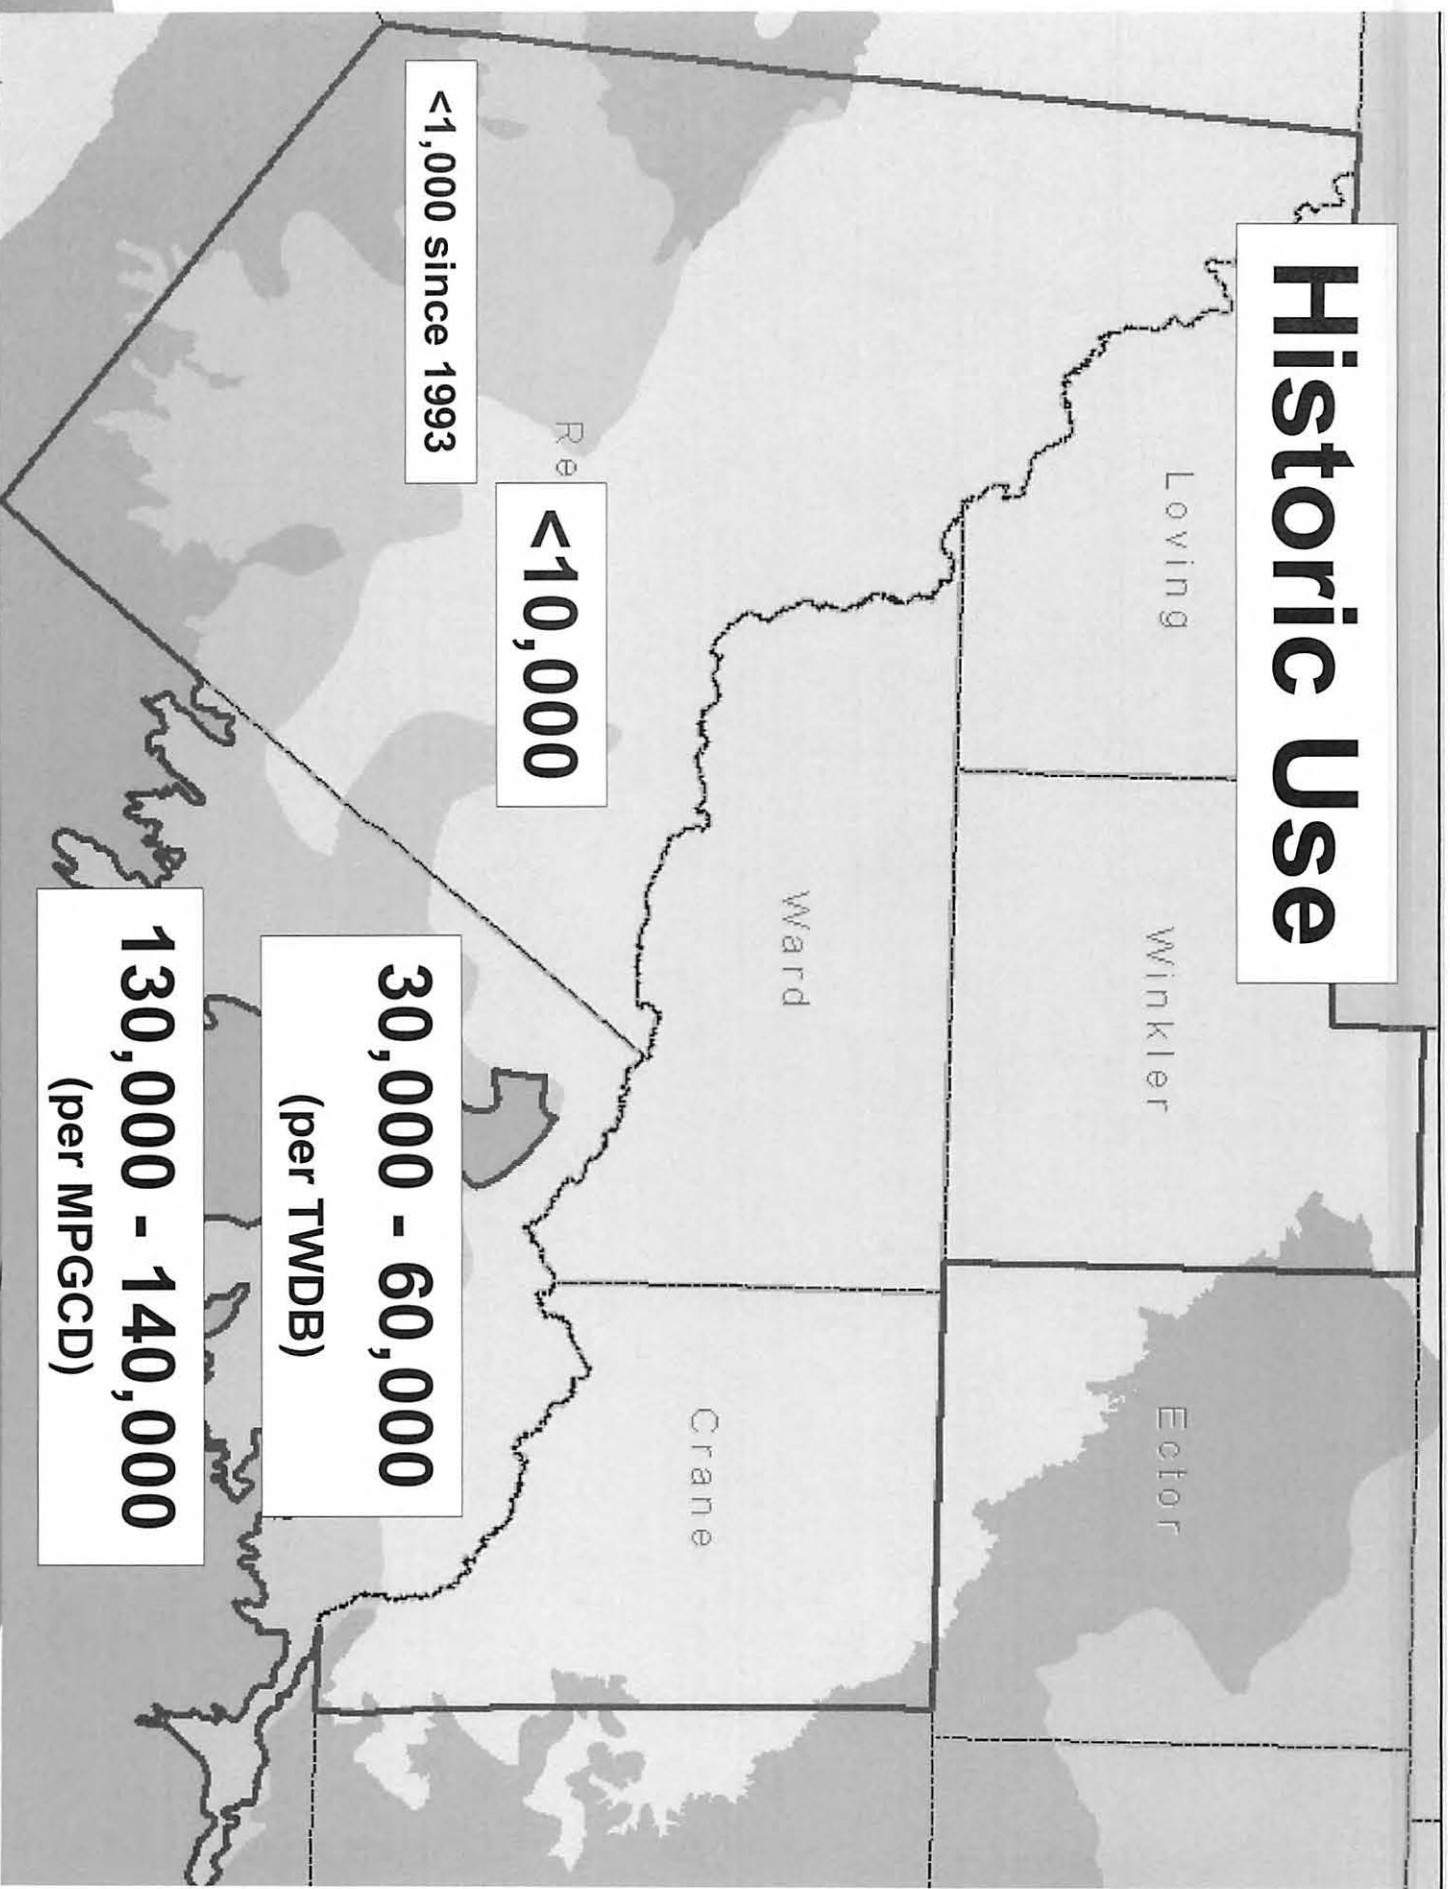 Historic Use
Loving
Winkler
Ector
Ward
Crane
Re
<10,000
<1,000 since 1993
30,000 - 60,000
(per TWDB)
130,000 - 140,000
(per MPGCD)